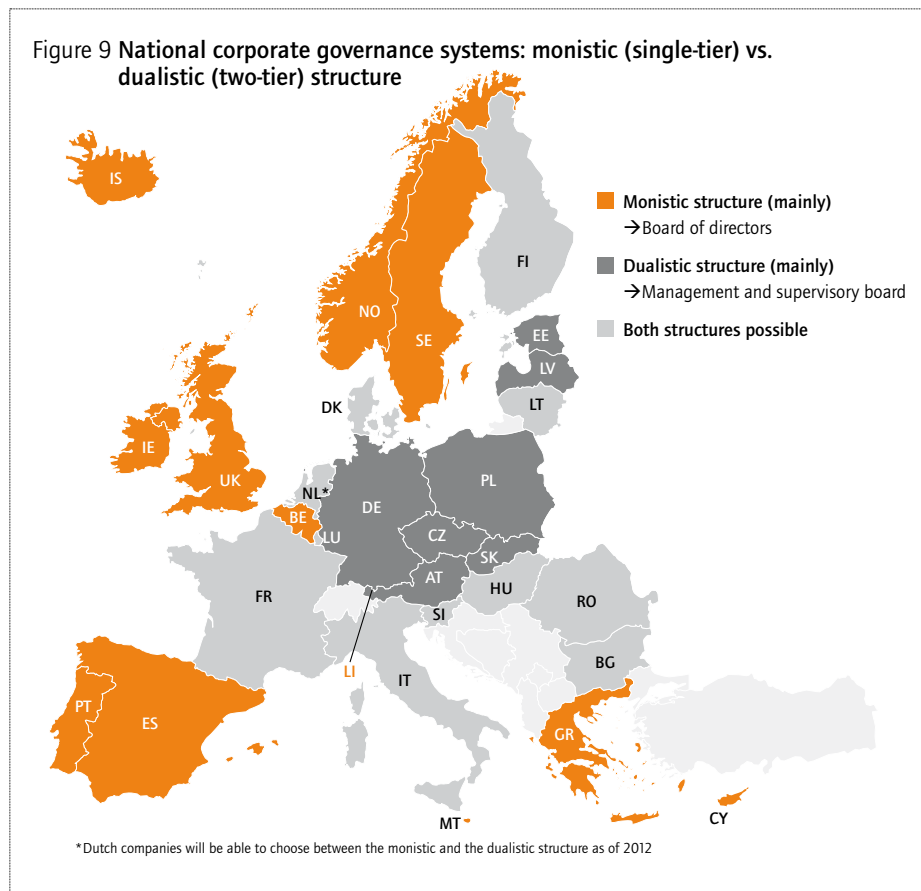 Figure 9 National corporate governance systems: monistic (single-tier) vs.
dualistic (two-tier) structure
IS
Monistic structure (mainly)
→Board of directors
Dualistic structure (mainly)
→Management and supervisory board
Both structures possible
FI
NO
SE
EE
LV
LT
DK
IE
UK
NL*
BE
LU
DE
PL
CZ
SK
AT
HU
FR
SI
RO
BG
LI
IT
PT
ES
GR
MT
CY
*Dutch companies will be able to choose between the monistic and the dualistic structure as of 2012